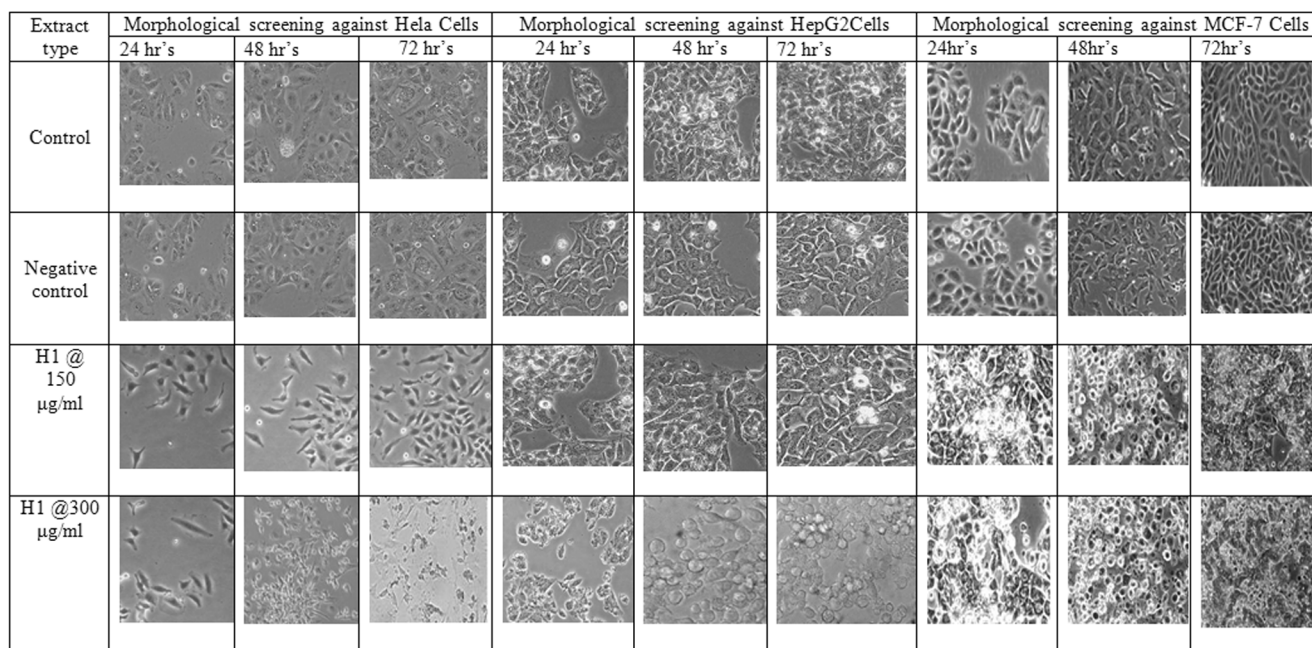 Extract type
Morphological screening against Hela Cells
Morphological screening against HepG2Cells
Morphological screening against MCF-7 Cells
24 hr's
48 hr's
72 hr's
24 hr's
48 hr's
72 hr's
24hr's
48hr's
72hr's
Control
Negative
control
H1 @
150
µg/ml
H1 @300
µg/ml